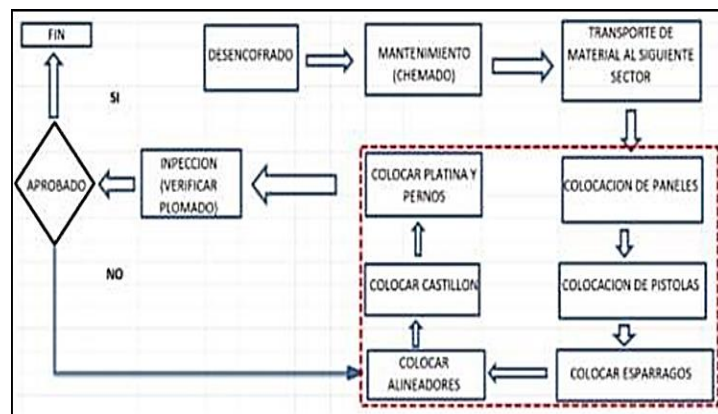 FIN
DESENCOFRADO
MANTENIMIENTO
(CHEMADO)
TRANSPORTE DE
MATERIAL AL SIGUIENTE
SECTOR
SI
APROBADO
INPECCION
(VERIFICAR
PLOMADO)
COLOCAR PLATINA Y
PERNOS
COLOCACION DE PANELES
NO
COLOCAR CASTILLON
COLOCACION DE PISTOLAS
COLOCAR
ALINEADORES
COLOCAR ESPARRAGOS